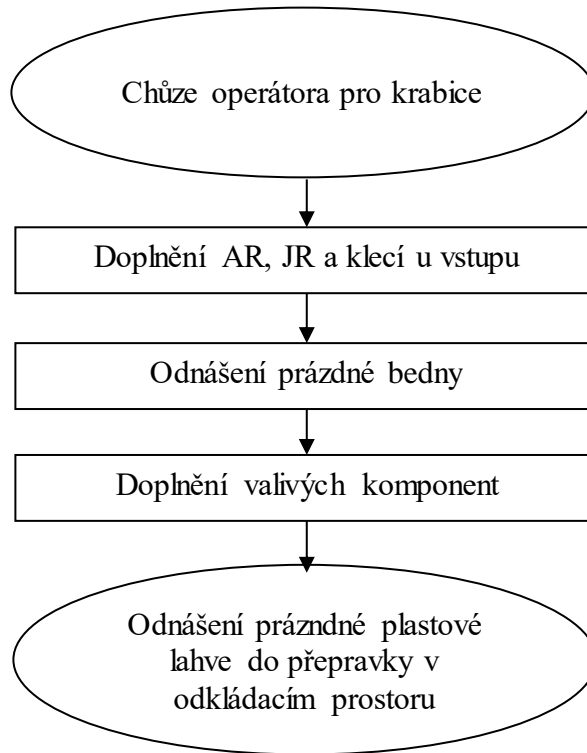 Chůze operátora pro krabice
Doplnění AR, JR a klecí u vstupu
Odnášení prázdné bedny
Doplnění valivých komponent
Odnášení prázndné plastové
lahve do přepravky v
odkládacím prostoru